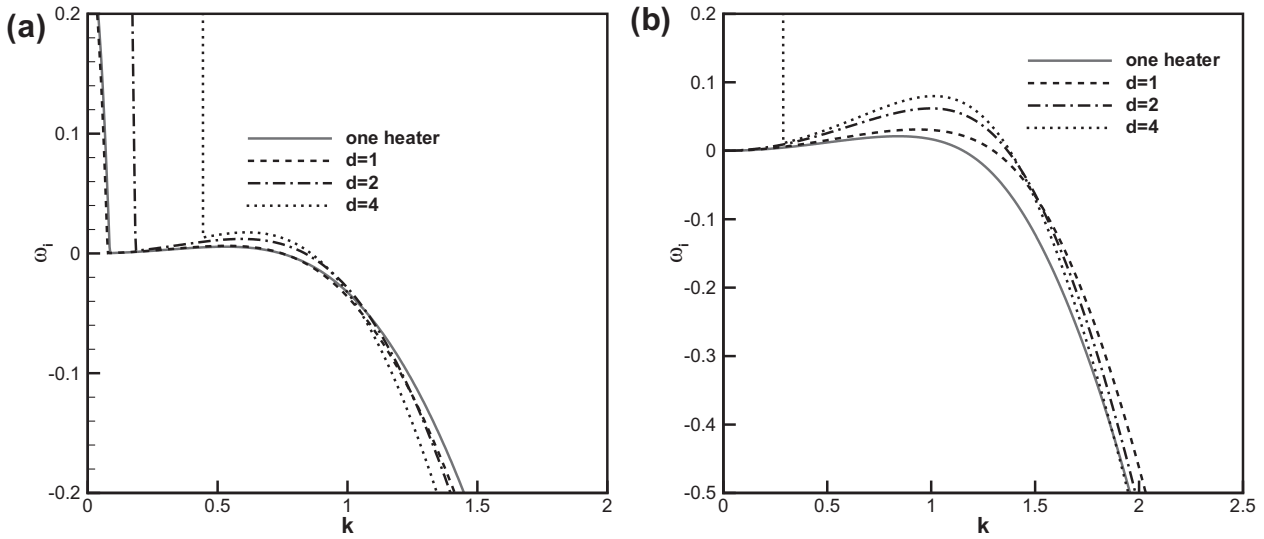 (a)
0.2
0.1
0
-0.1
-0.2
ωi
one heater
d=1
d=2
d=4
0 0.5 1 1.5 2
k
(b)
0.2
0.1
0
-0.1
-0.2
-0.3
-0.4
-0.5
ωi
one heater
d=1
d=2
d=4
0 0.5 1 1.5 2 2.5
k